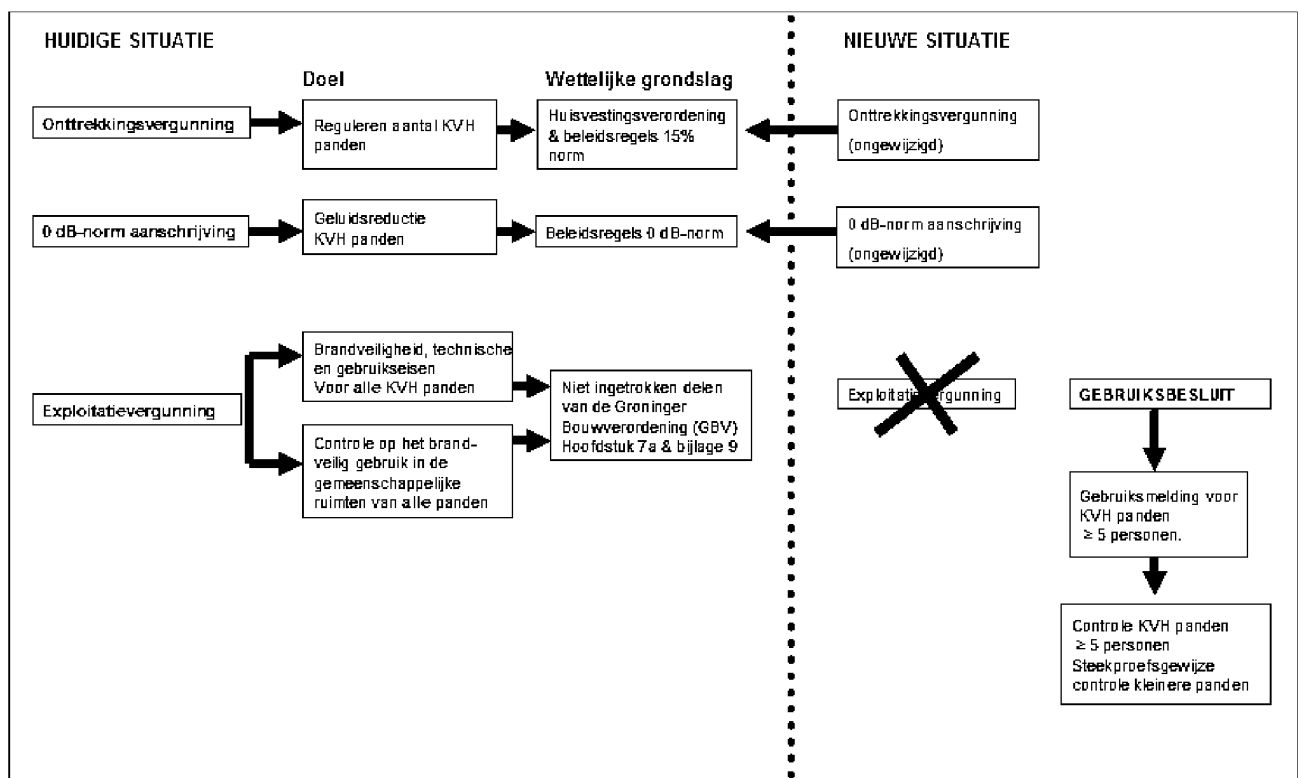 HUIDIGE SITUATIE
Doel
Wettelijke grondslag
Onttrekkingsvergunning
Reguleren aantal KVH
panden
Huisvestingsverordening
& beleidsregels 15%
norm
0 dB-norm aanschrijving
Geluidsreductie
KVH panden
Beleidsregels 0 dB-norm
Exploitatievergunning
Brandveiligheid, technische
en gebruikseisen
Voor alle KVH panden
Controle op het brand-
veilig gebruik in de
gemeenschappelijke
ruimten van alle panden
Niet ingetrokken delen
van de Groninger
Bouwverordening (GBV)
Hoofdstuk 7a & bijlage 9
NIEUWE SITUATIE
Onttrekkingsvergunning
(ongewijzigd)
0 dB-norm aanschrijving
(ongewijzigd)
Exploitatievergunning
GEBRUIKSBESLUIT
Gebruiksmelding voor
KVH panden
≥ 5 personen.
Controle KVH panden
≥ 5 personen
Steekproefsgewijze
controle kleinere panden